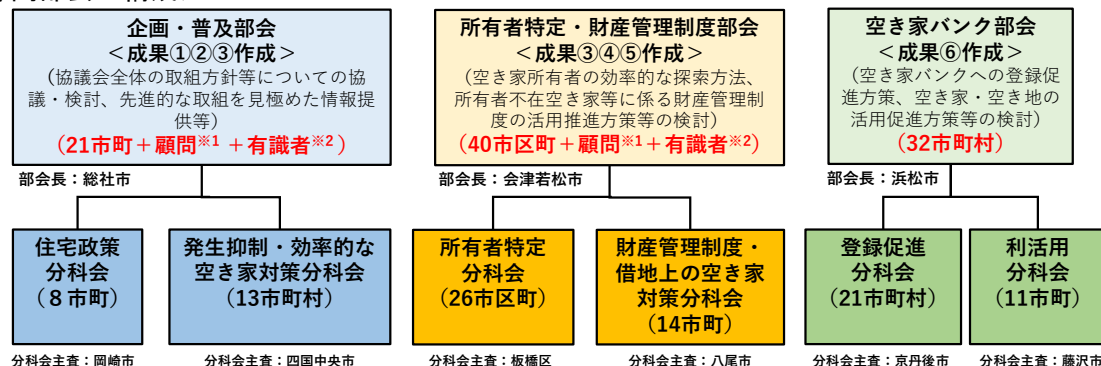 企画・普及部会
＜成果①②③作成＞
（協議会全体の取組方針等についての協
議・検討、先進的な取組を見極めた情報提
供等）
（21市町＋顧問※1 ＋有識者※2 ）
部会長：総社市
住宅政策
分科会
（８市町）
分科会主査：岡崎市
発生抑制・効率的な
空き家対策分科会
（13市町村）
分科会主査：四国中央市
所有者特定・財産管理制度部会
＜成果③④⑤作成＞
（空き家所有者の効率的な探索方法、
所有者不在空き家等に係る財産管理制
度の活用推進方策等の検討）
（40市区町＋顧問※1＋有識者※2）
部会長：会津若松市
所有者特定
分科会
（26市区町）
分科会主査：板橋区
財産管理制度・
借地上の空き家
対策分科会
（14市町）
分科会主査：八尾市
空き家バンク部会
＜成果⑥作成＞
（空き家バンクへの登録促
進方策、空き家・空き地の
活用促進方策等の検討）
（32市町村）
部会長：浜松市
登録促進
分科会
（21市町村）
分科会主査：京丹後市
利活用
分科会
（11市町）
分科会主査：藤沢市